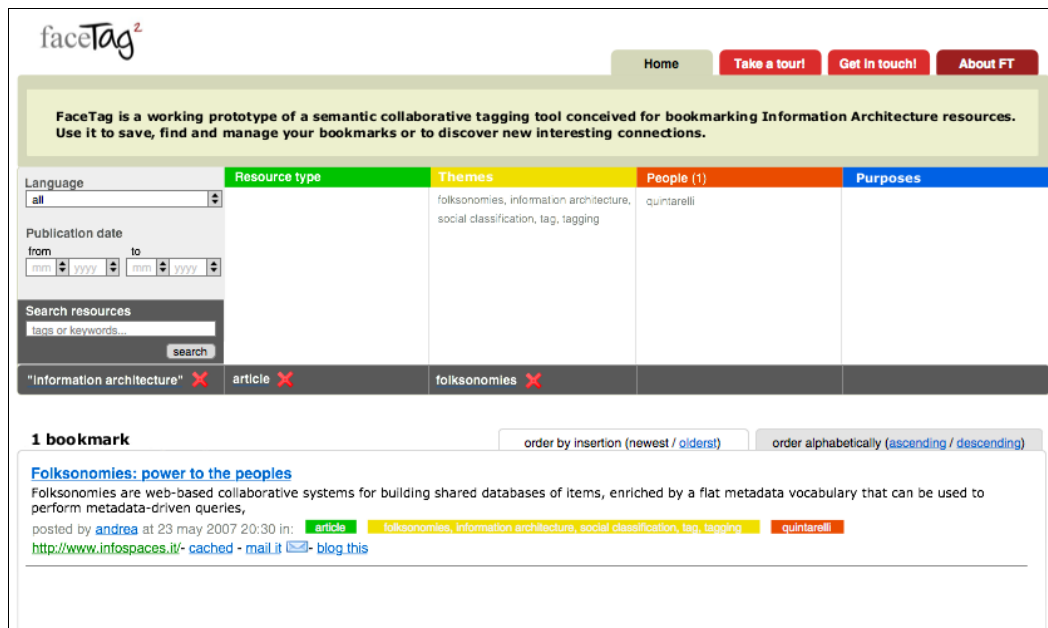 faceTag²
Home
Take a tour!
Get in touch!
About FT
FaceTag is a working prototype of a semantic collaborative tagging tool conceived for bookmarking Information Architecture resources.
Use it to save, find and manage your bookmarks or to discover new interesting connections.
Language
all
Publication date
from
to
mm
yyyy
mm
yyyy
Search resources
tags or keywords...
search
Resource type
Themes
folksonomies, information architecture,
social classification, tag, tagging
People (1)
quintarelli
Purposes
"Information architecture"
article
folksonomies
1 bookmark
order by insertion (newest / olderst)
order alphabetically (ascending / descending)
Folksonomies: power to the peoples
Folksonomies are web-based collaborative systems for building shared databases of items, enriched by a flat metadata vocabulary that can be used to
perform metadata-driven queries,
posted by andrea at 23 may 2007 20:30 in: article folksonomies, information architecture, social classification, tag, tagging quintarelli
http://www.infospaces.it/- cached - mail it - blog this